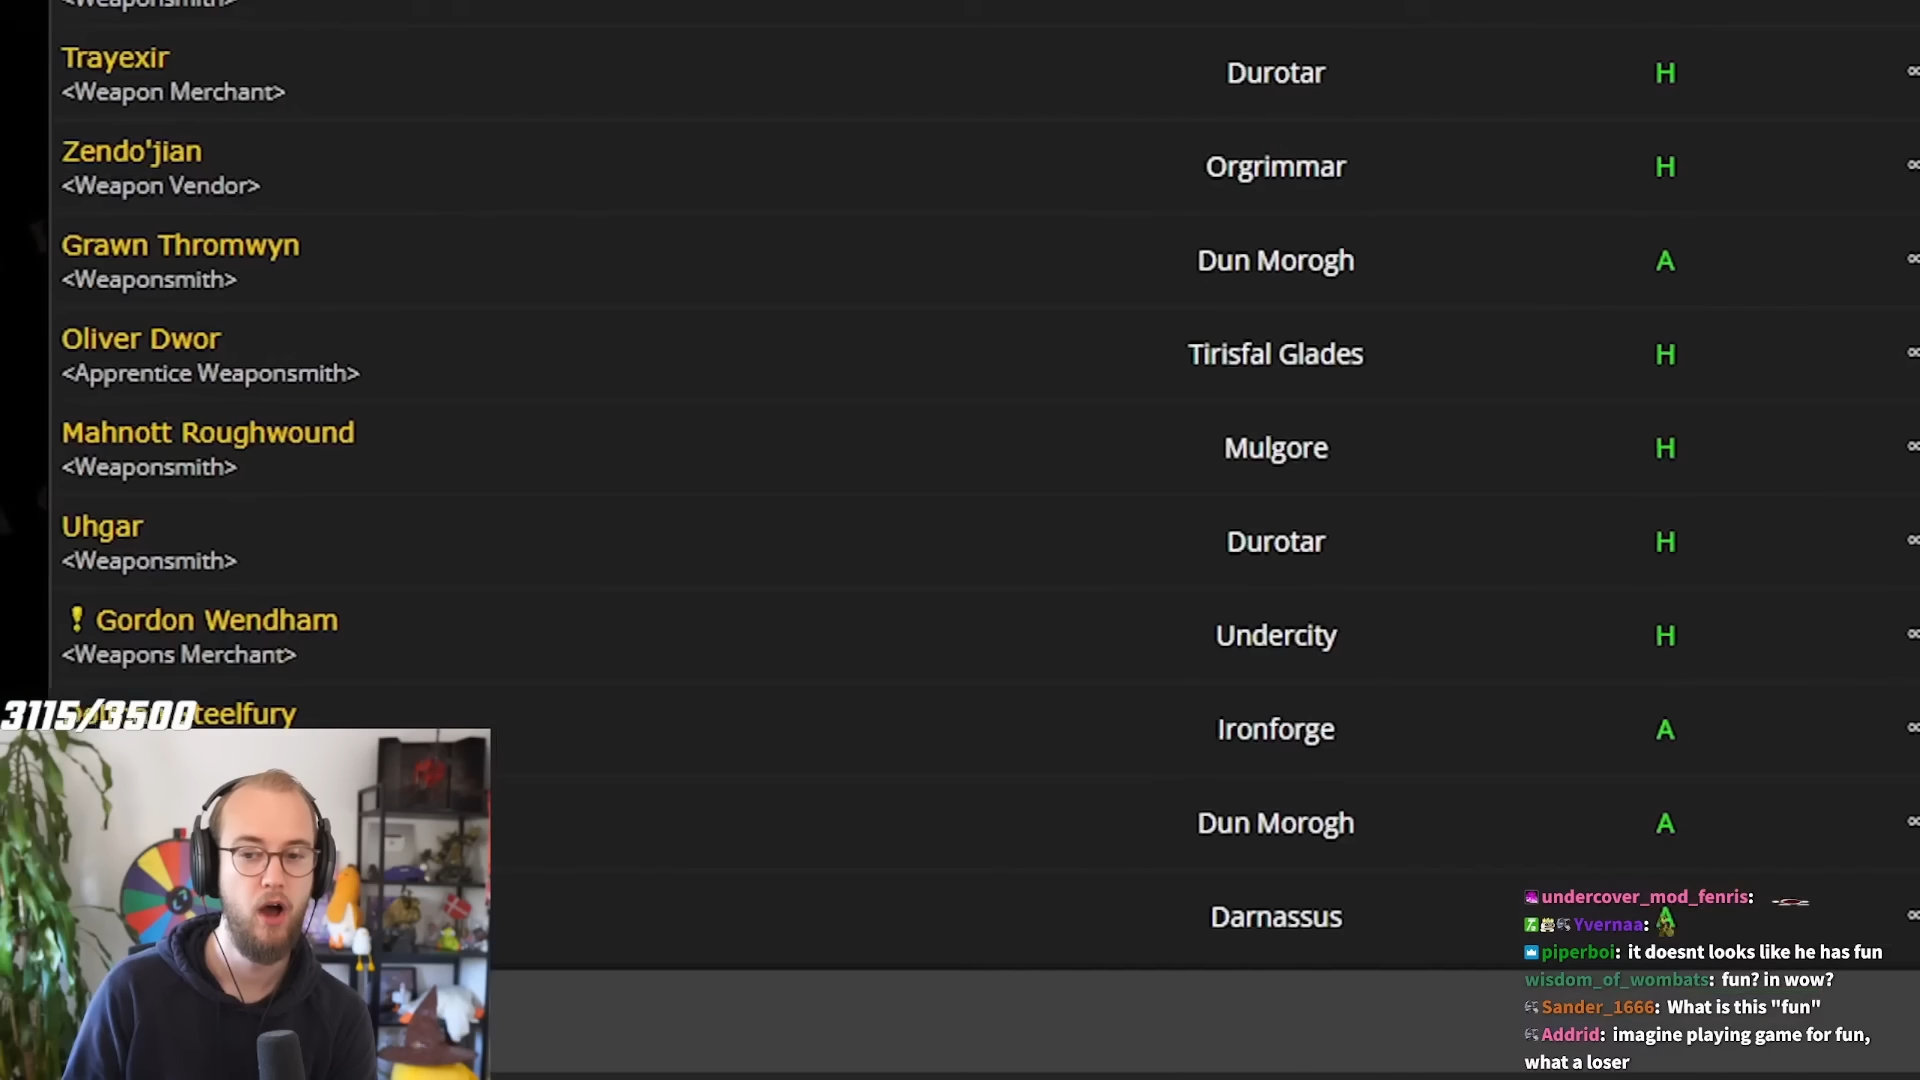 <Weaponsmith>
Trayexir
<Weapon Merchant>
Durotar
H
∞
Zendo'jian
<Weapon Vendor>
Orgrimmar
H
∞
Grawn Thromwyn
<Weaponsmith>
Dun Morogh
A
∞
Oliver Dwor
<Apprentice Weaponsmith>
Tirisfal Glades
H
∞
Mahnott Roughwound
<Weaponsmith>
Mulgore
H
∞
Uhgar
<Weaponsmith>
Durotar
H
∞
! Gordon Wendham
<Weapons Merchant>
Undercity
H
∞
3115/3500
teelfury
Ironforge
A
∞
Dun Morogh
A
∞
Darnassus
A
∞
undercover_mod_fenris:
Yvernaa:
piperboi: it doesnt looks like he has fun
wisdom_of_wombats: fun? in wow?
Sander_1666: What is this "fun"
Addrid: imagine playing game for fun,
what a loser